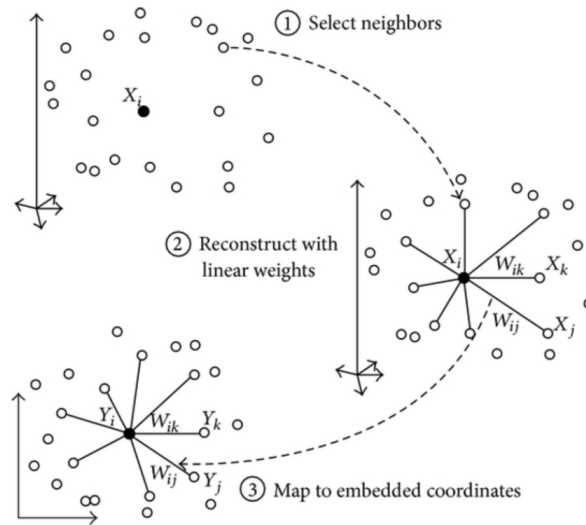 ① Select neighbors
X_i
② Reconstruct with
linear weights
X_i
W_ik
X_k
W_ij
X_j
Y_i
W_ik
Y_k
W_ij
Y_j
③ Map to embedded coordinates